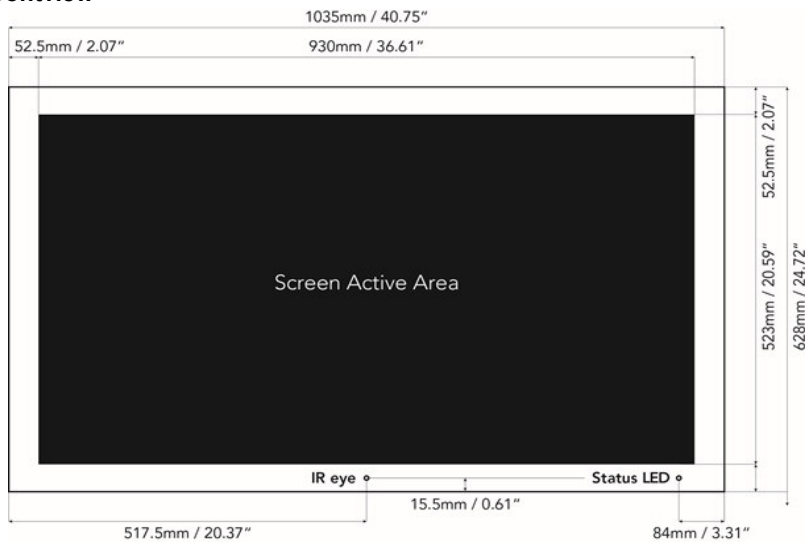 1035mm / 40.75"
52.5mm / 2.07"
930mm / 36.61"
52.5mm / 2.07"
523mm / 20.59"
628mm / 24.72"
Screen Active Area
IR eye
Status LED
15.5mm / 0.61"
517.5mm / 20.37"
84mm / 3.31"